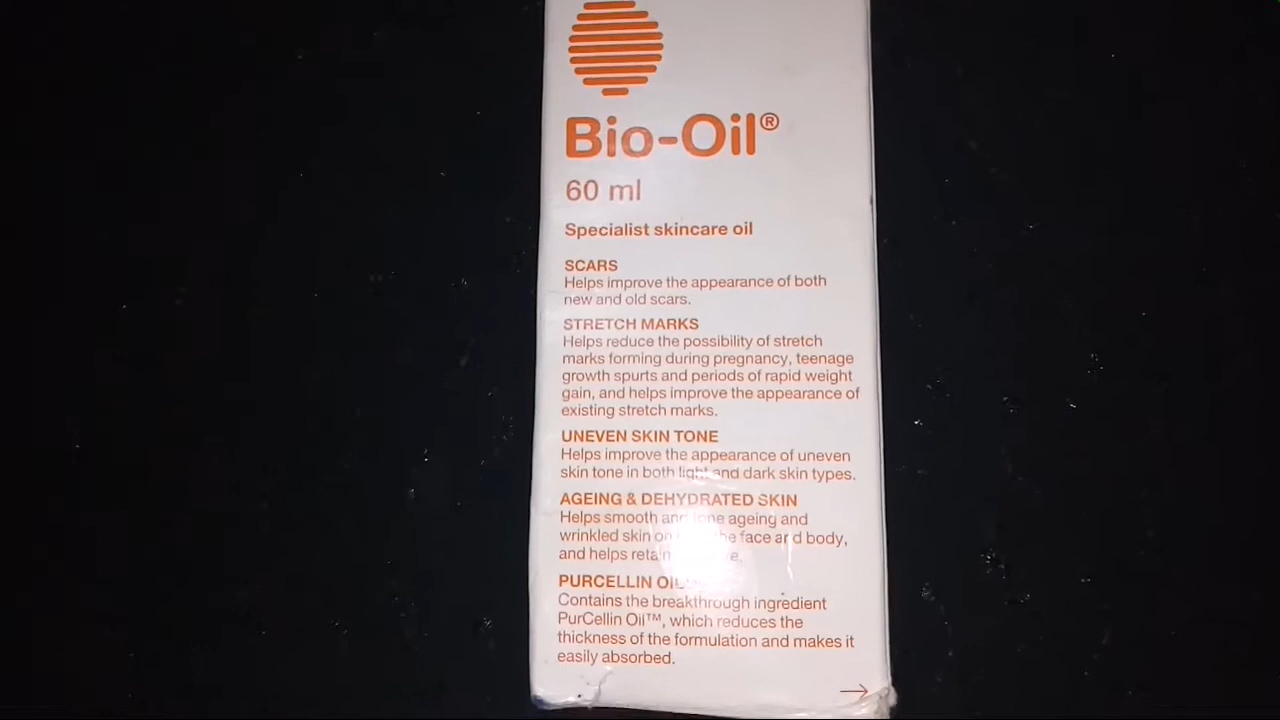 Bio-Oil®
60 ml
Specialist skincare oil
SCARS
Helps improve the appearance of both
new and old scars.
STRETCH MARKS
Helps reduce the possibility of stretch
marks forming during pregnancy, teenage
growth spurts and periods of rapid weight
gain, and helps improve the appearance of
existing stretch marks.
UNEVEN SKIN TONE
Helps improve the appearance of uneven
skin tone in both light and dark skin types.
AGEING & DEHYDRATED SKIN
Helps smooth and tone ageing and
wrinkled skin on the face and body,
and helps retain
PURCELLIN OIL
Contains the breakthrough ingredient
PurCellin Oil™, which reduces the
thickness of the formulation and makes it
easily absorbed.